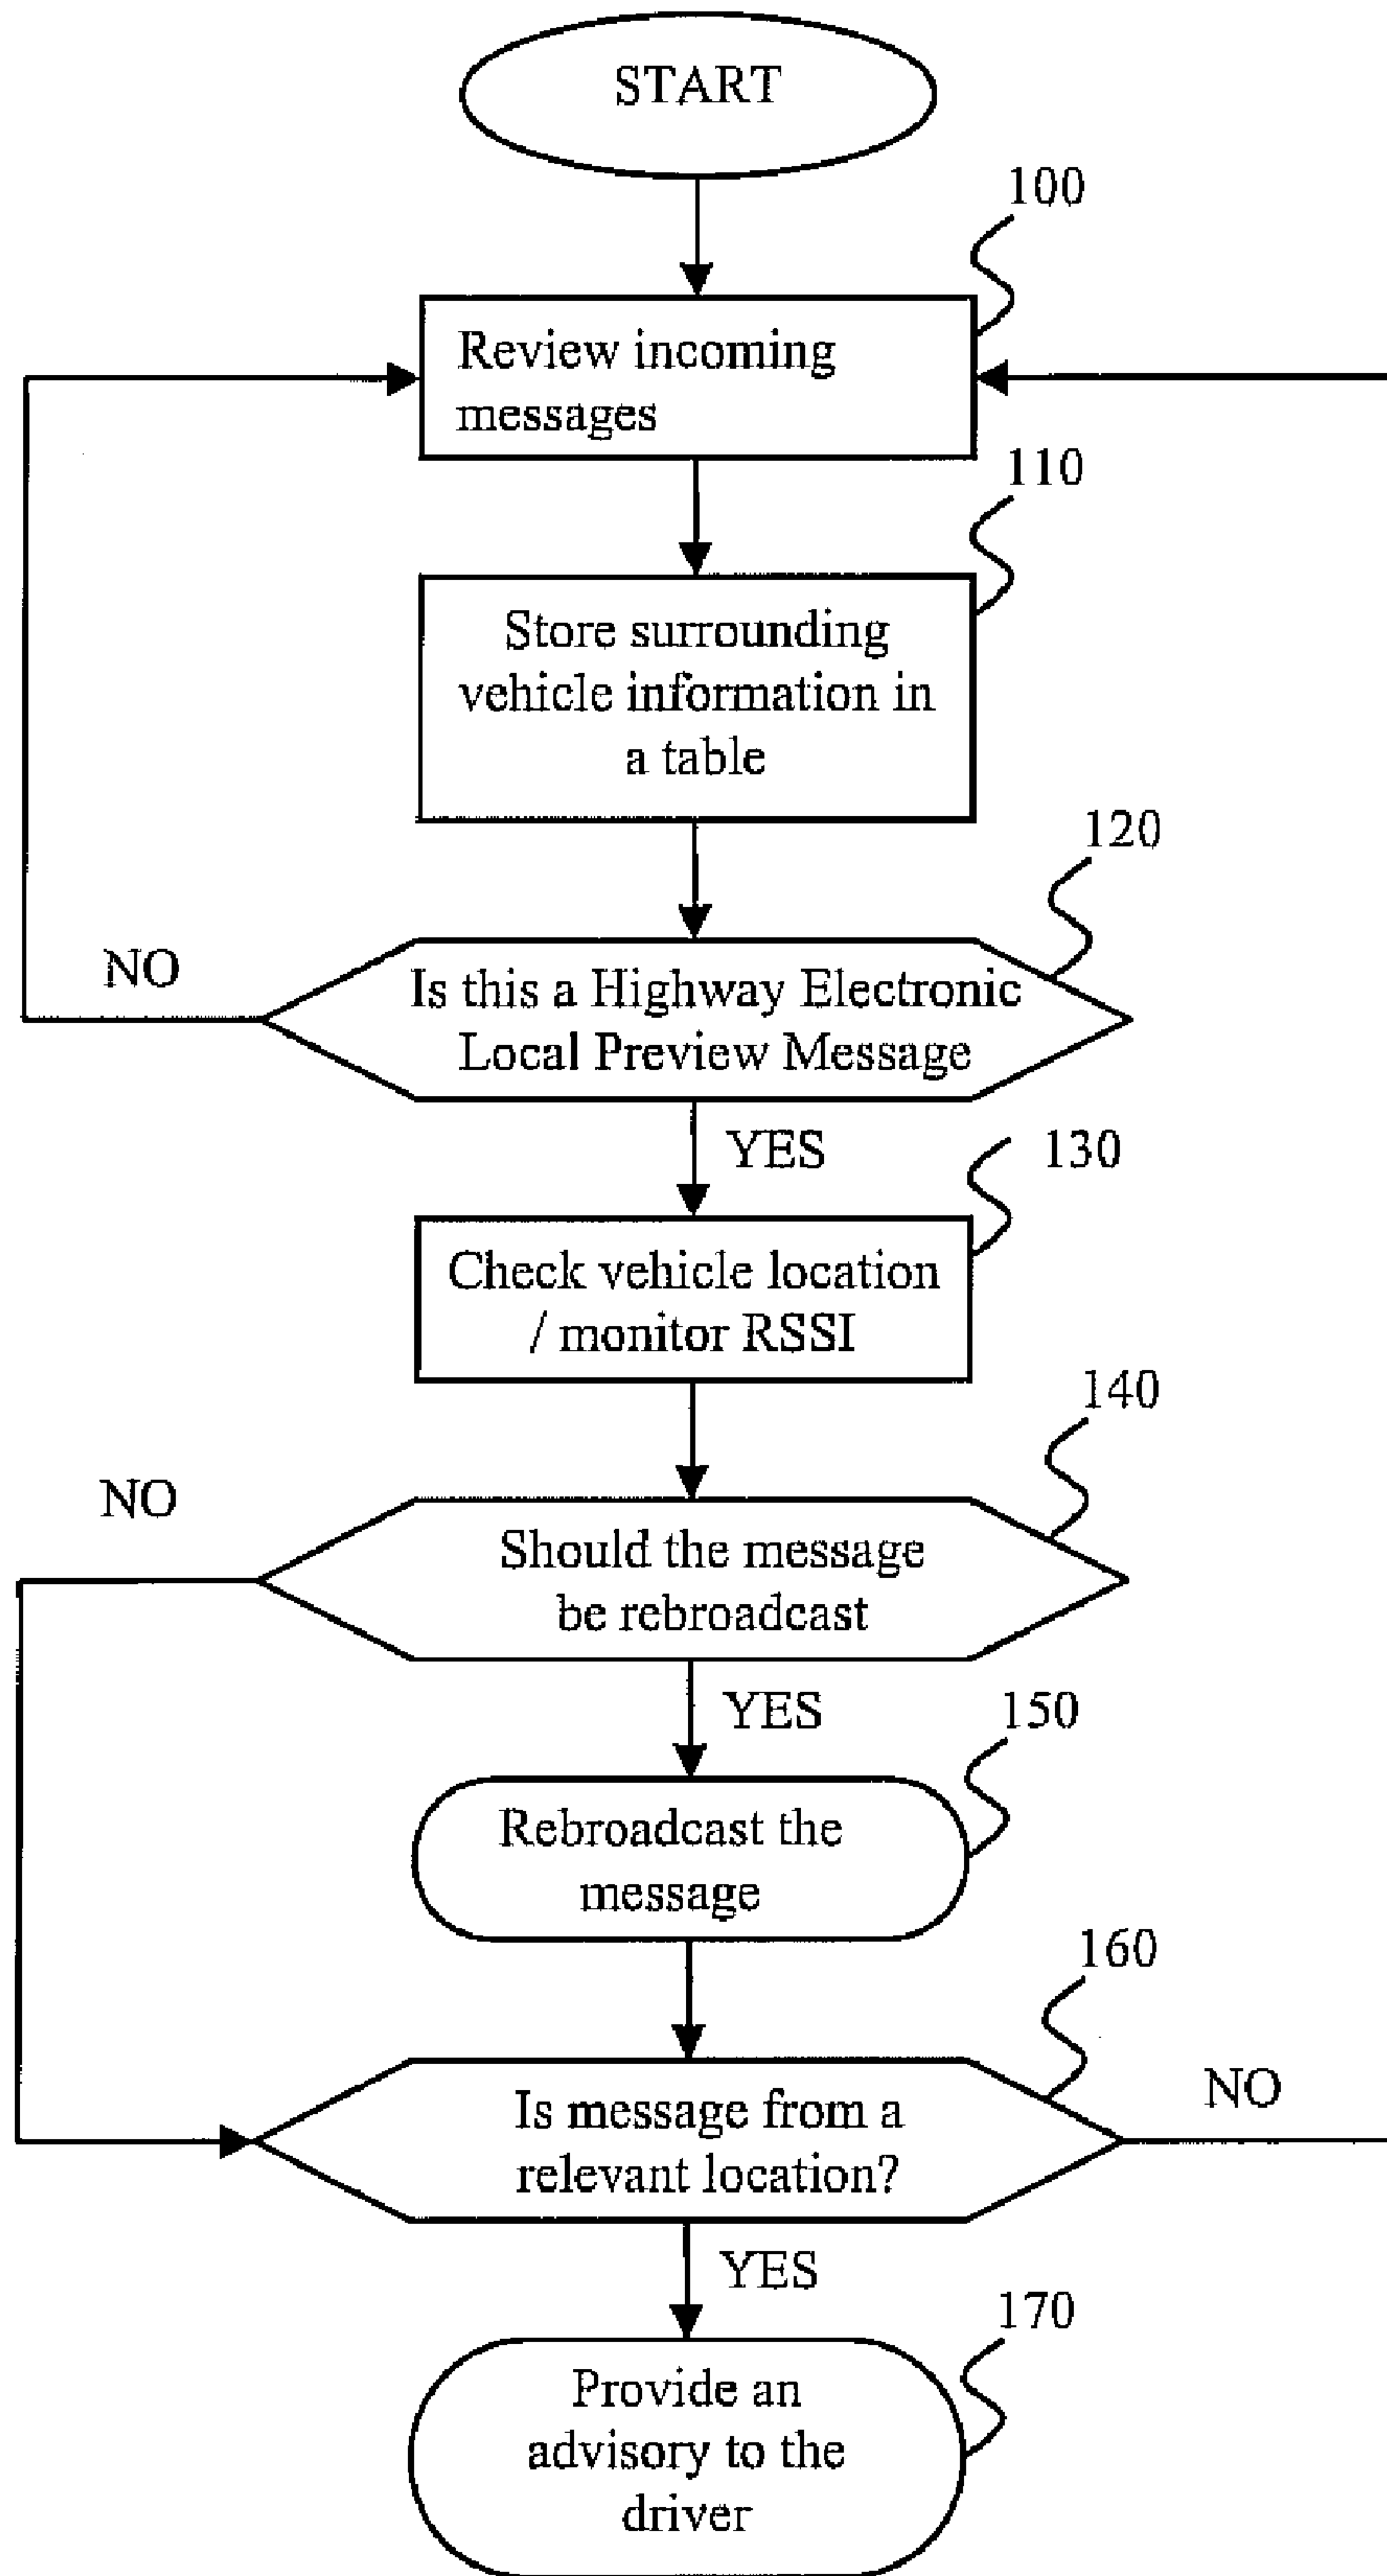 START
100
Review incoming
messages
110
Store surrounding
vehicle information in
a table
120
NO
Is this a Highway Electronic
Local Preview Message
YES
130
Check vehicle location
/ monitor RSSI
140
NO
Should the message
be rebroadcast
YES
150
Rebroadcast the
message
160
NO
Is message from a
relevant location?
YES
170
Provide an
advisory to the
driver